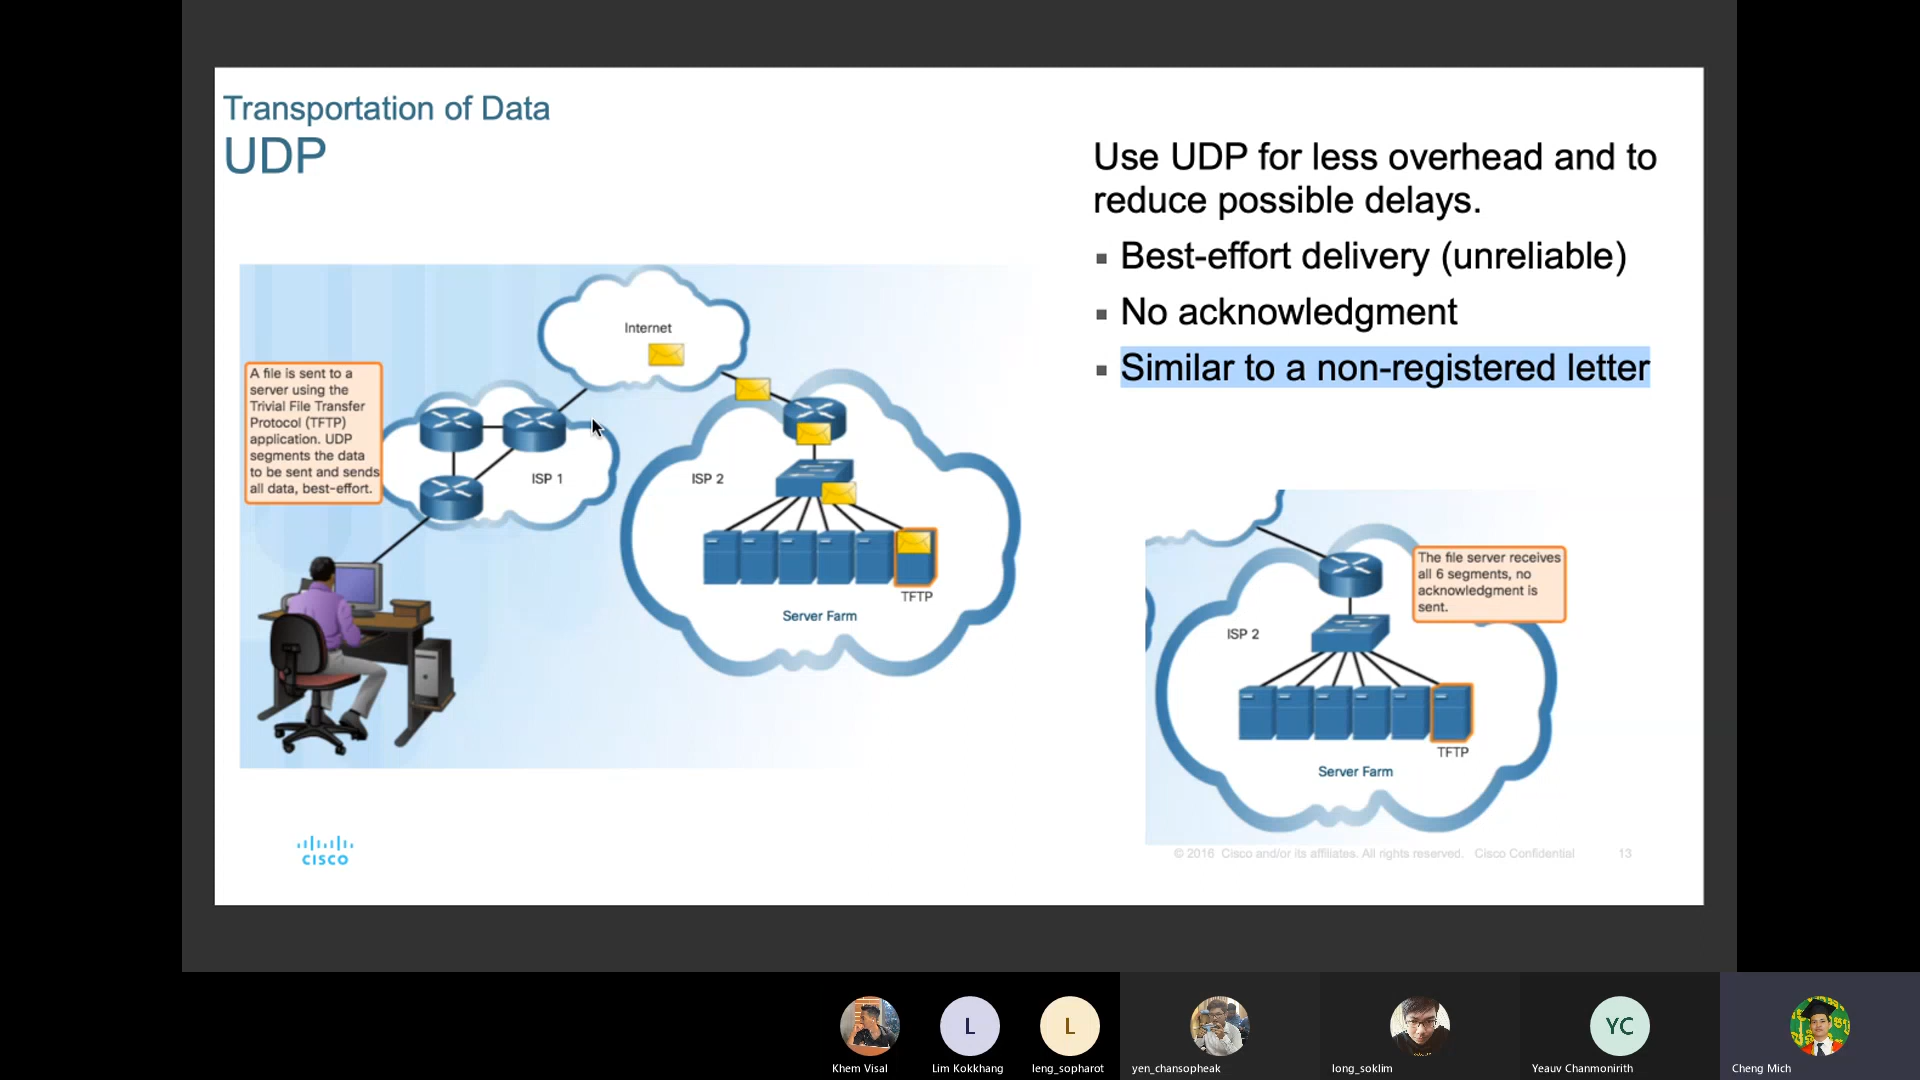 Transportation of Data
UDP
Use UDP for less overhead and to
reduce possible delays.
Best-effort delivery (unreliable)
No acknowledgment
Similar to a non-registered letter
Internet
A file is sent to a
server using the
Trivial File Transfer
Protocol (TFTP)
application. UDP
segments the data
to be sent and sends
all data, best-effort.
ISP 1
ISP 2
TFTP
Server Farm
The file server receives
all 6 segments, no
acknowledgment is
sent.
ISP 2
TFTP
Server Farm
CISCO
© 2016 Cisco and/or its affiliates. All rights reserved. Cisco Confidential 13
L
L
YC
Khem Visal
Lim Kokkhang
leng_sopharot
yen_chansopheak
long_soklim
Yeauv Chanmonirith
Cheng Mich